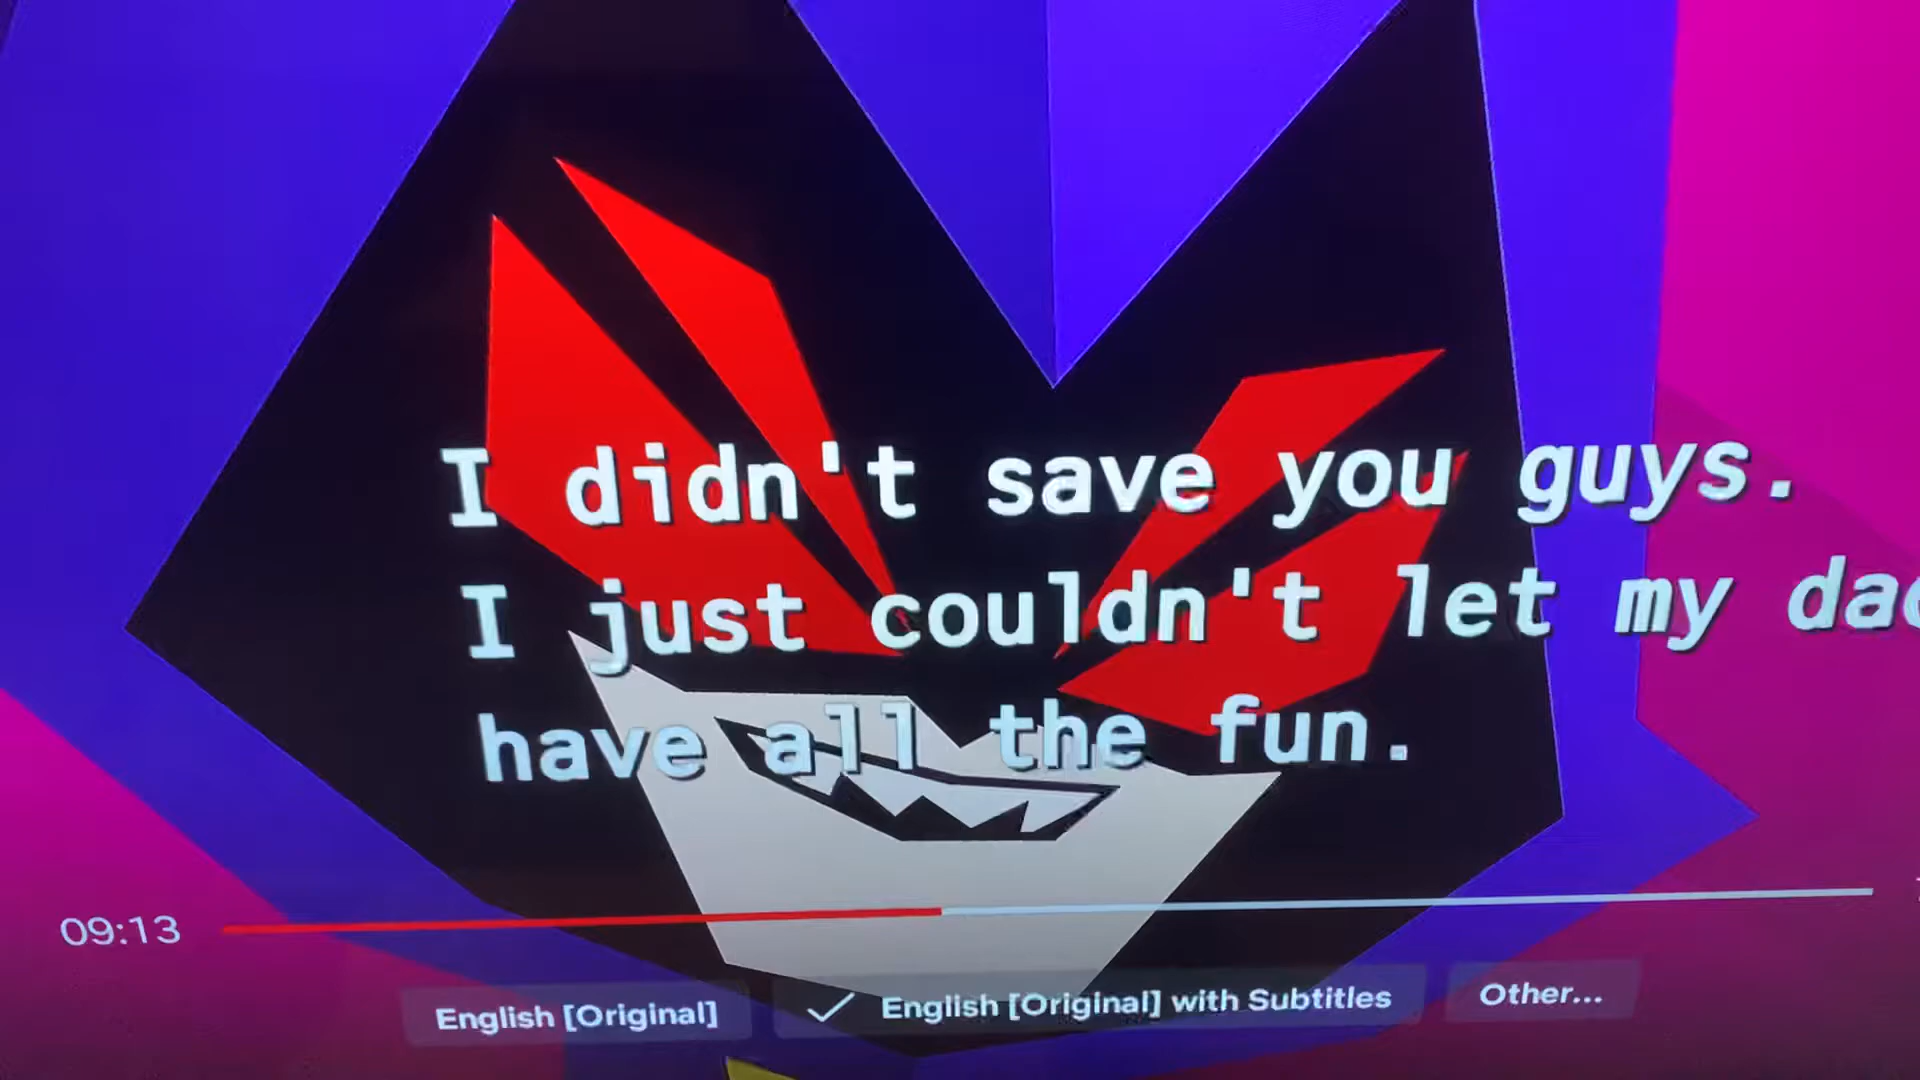 I didn't save you guys.
I just couldn't let my
have all the fun.
09:13
English [Original]
English [Original] with Subtitles
Other...